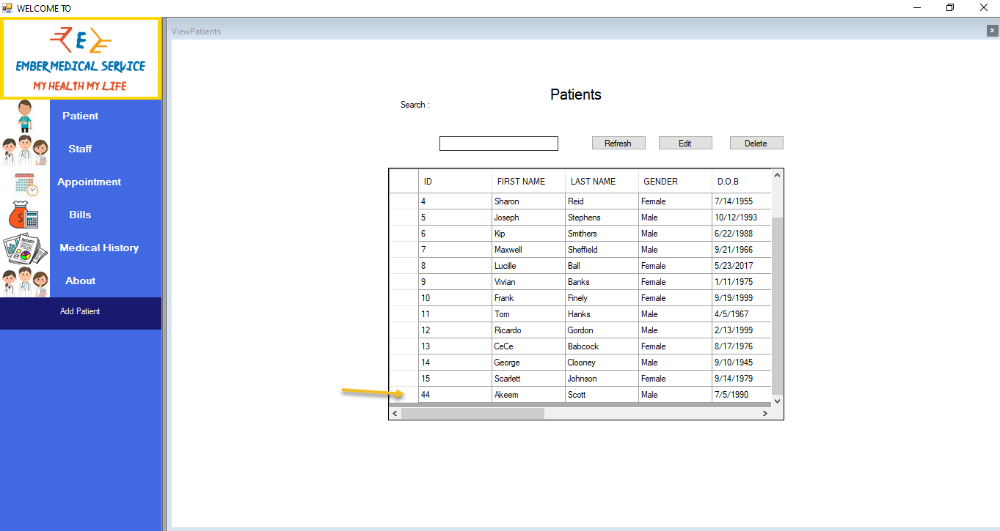 WELCOME TO
E
EMBER MEDICAL SERVICE
MY HEALTH MY LIFE
Patient
Staff
Appointment
Bills
REPORT
Medical History
About
Add Patient
ViewPatients
Patients
Search :
Refresh Edit Delete
ID FIRST NAME LAST NAME GENDER D.O.B
4 Sharon Reid Female 7/14/1955
5 Joseph Stephens Male 10/12/1993
6 Kip Smithers Male 6/22/1988
7 Maxwell Sheffield Male 9/21/1966
8 Lucille Ball Female 5/23/2017
9 Vivian Banks Female 1/11/1975
10 Frank Finely Female 9/19/1999
11 Tom Hanks Male 4/5/1967
12 Ricardo Gordon Male 2/13/1999
13 CeCe Babcock Female 8/17/1976
14 George Clooney Male 9/10/1945
15 Scarlett Johnson Female 9/14/1979
44 Akeem Scott Male 7/5/1990